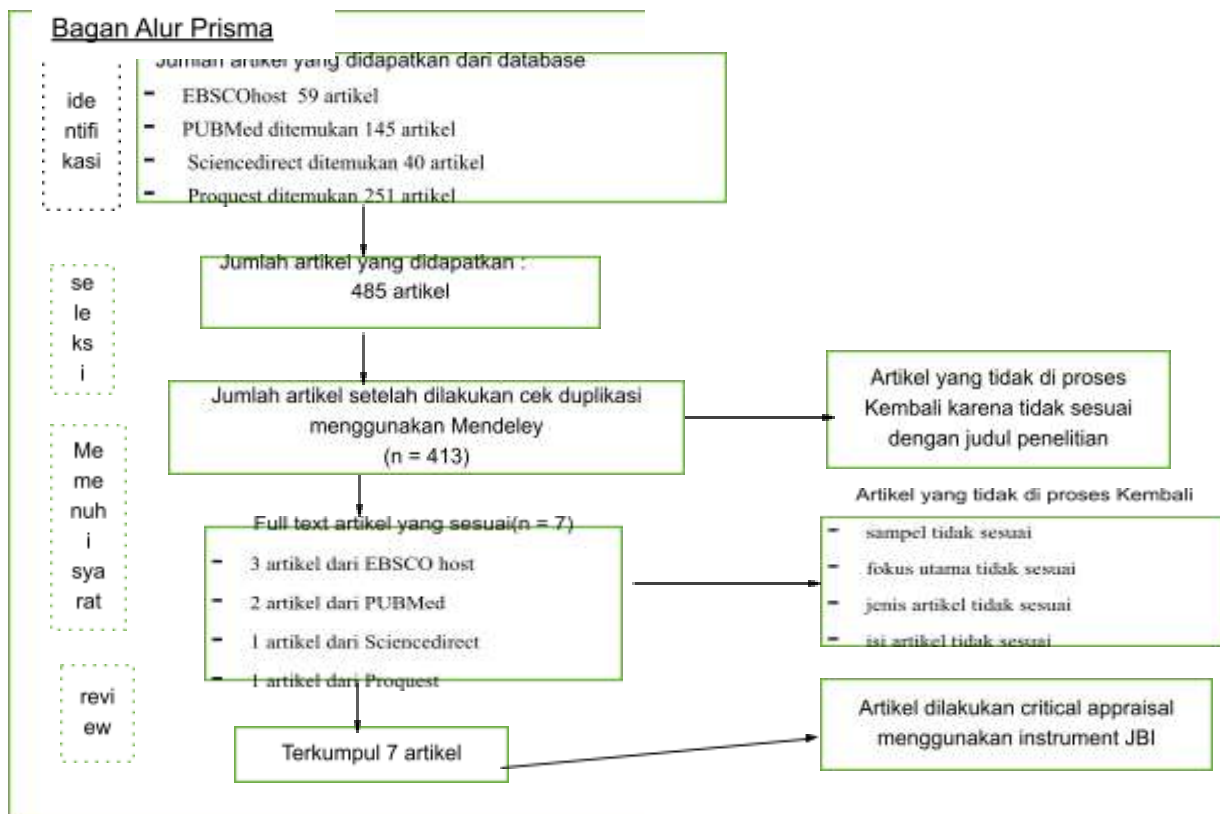 Bagan Alur Prisma
ide
ntifi
kasi
Jumlah artikel yang didapatkan dari database
- EBSCOhost 59 artikel
- PUBMed ditemukan 145 artikel
- Sciencedirect ditemukan 40 artikel
- Proquest ditemukan 251 artikel
se
le
ks
i
Jumlah artikel yang didapatkan :
485 artikel
Jumlah artikel setelah dilakukan cek duplikasi
menggunakan Mendeley
(n = 413)
Artikel yang tidak di proses
Kembali karena tidak sesuai
dengan judul penelitian
Me
me
nuh
i
sya
rat
Full text artikel yang sesuai(n = 7)
- 3 artikel dari EBSCO host
- 2 artikel dari PUBMed
- 1 artikel dari Sciencedirect
- 1 artikel dari Proquest
Artikel yang tidak di proses Kembali
- sampel tidak sesuai
- fokus utama tidak sesuai
- jenis artikel tidak sesuai
- isi artikel tidak sesuai
revi
ew
Terkumpul 7 artikel
Artikel dilakukan critical appraisal
menggunakan instrument JBI